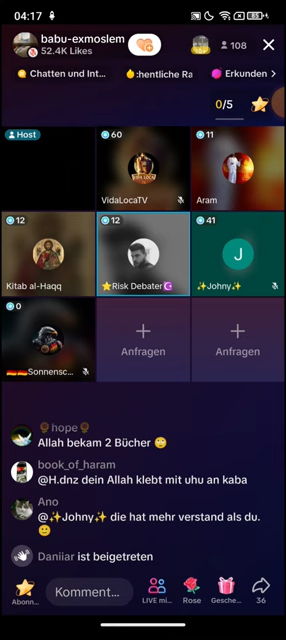 04:17
85
babu-exmoslem
52.4K Likes
108
Chatten und Int...
:hentliche Ra
Erkunden >
0/5
Host
60
VidaLocaTV
11
Aram
12
Kitab al-Haqq
12
⭐Risk Debater☪️
41
J
✨Johny✨
0
🇩🇪🇩🇪Sonnensc...
Anfragen
Anfragen
🌻hope🌻
Allah bekam 2 Bücher 🙄
book_of_haram
@H.dnz dein Allah klebt mit uhu an kaba
Ano
@✨Johny✨ die hat mehr verstand als du.
🙂
Daniiar ist beigetreten
Komment...
Abonn...
LIVE mi...
Rose
Gesche...
36